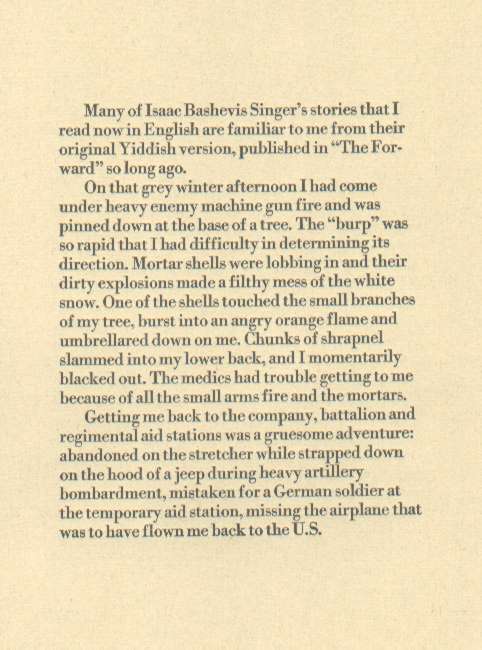 Many of Isaac Bashevis Singer's stories that I
read now in English are familiar to me from their
original Yiddish version, published in "The For-
ward" so long ago.
On that grey winter afternoon I had come
under heavy enemy machine gun fire and was
pinned down at the base of a tree. The "burp" was
so rapid that I had difficulty in determining its
direction. Mortar shells were lobbing in and their
dirty explosions made a filthy mess of the white
snow. One of the shells touched the small branches
of my tree, burst into an angry orange flame and
umbrellared down on me. Chunks of shrapnel
slammed into my lower back, and I momentarily
blacked out. The medics had trouble getting to me
because of all the small arms fire and the mortars.
Getting me back to the company, battalion and
regimental aid stations was a gruesome adventure:
abandoned on the stretcher while strapped down
on the hood of a jeep during heavy artillery
bombardment, mistaken for a German soldier at
the temporary aid station, missing the airplane that
was to have flown me back to the U.S.